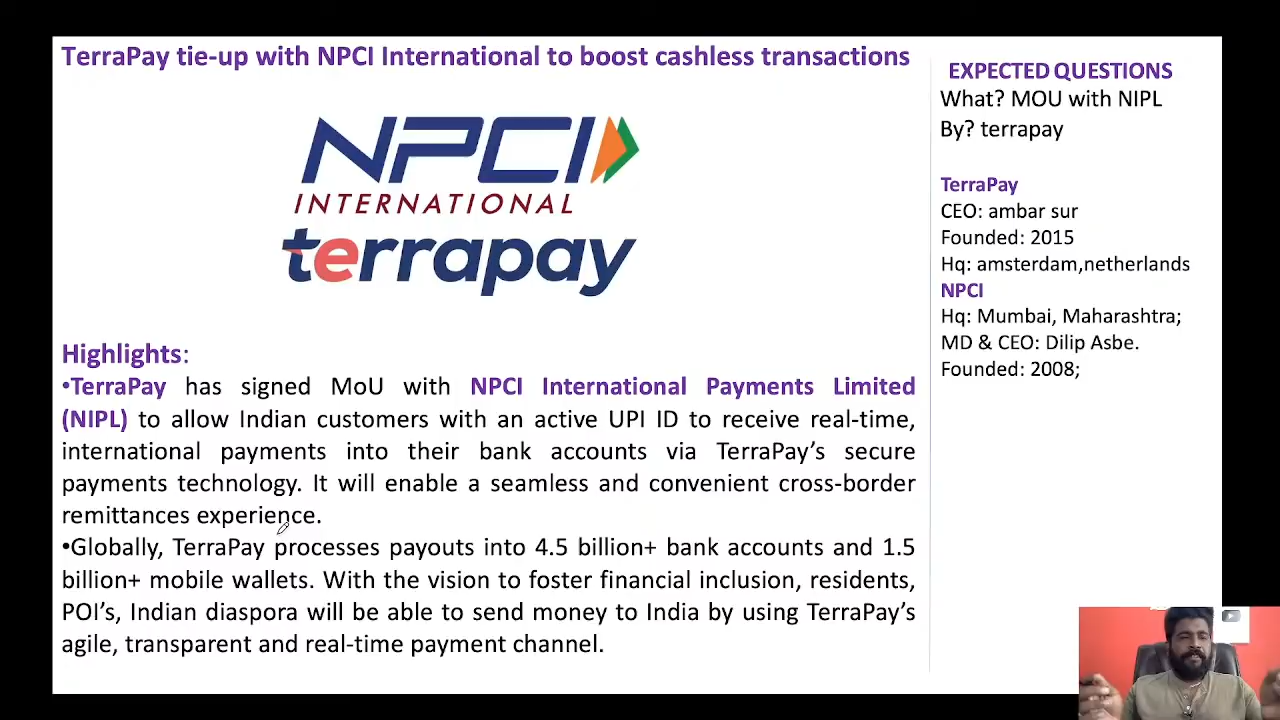 TerraPay tie-up with NPCI International to boost cashless transactions
NPCI
INTERNATIONAL
terrapay
Highlights:
•TerraPay has signed MoU with NPCI International Payments Limited
(NIPL) to allow Indian customers with an active UPI ID to receive real-time,
international payments into their bank accounts via TerraPay’s secure
payments technology. It will enable a seamless and convenient cross-border
remittances experience.
•Globally, TerraPay processes payouts into 4.5 billion+ bank accounts and 1.5
billion+ mobile wallets. With the vision to foster financial inclusion, residents,
POI’s, Indian diaspora will be able to send money to India by using TerraPay’s
agile, transparent and real-time payment channel.
EXPECTED QUESTIONS
What? MOU with NIPL
By? terrapay
TerraPay
CEO: ambar sur
Founded: 2015
Hq: amsterdam,netherlands
NPCI
Hq: Mumbai, Maharashtra;
MD & CEO: Dilip Asbe.
Founded: 2008;